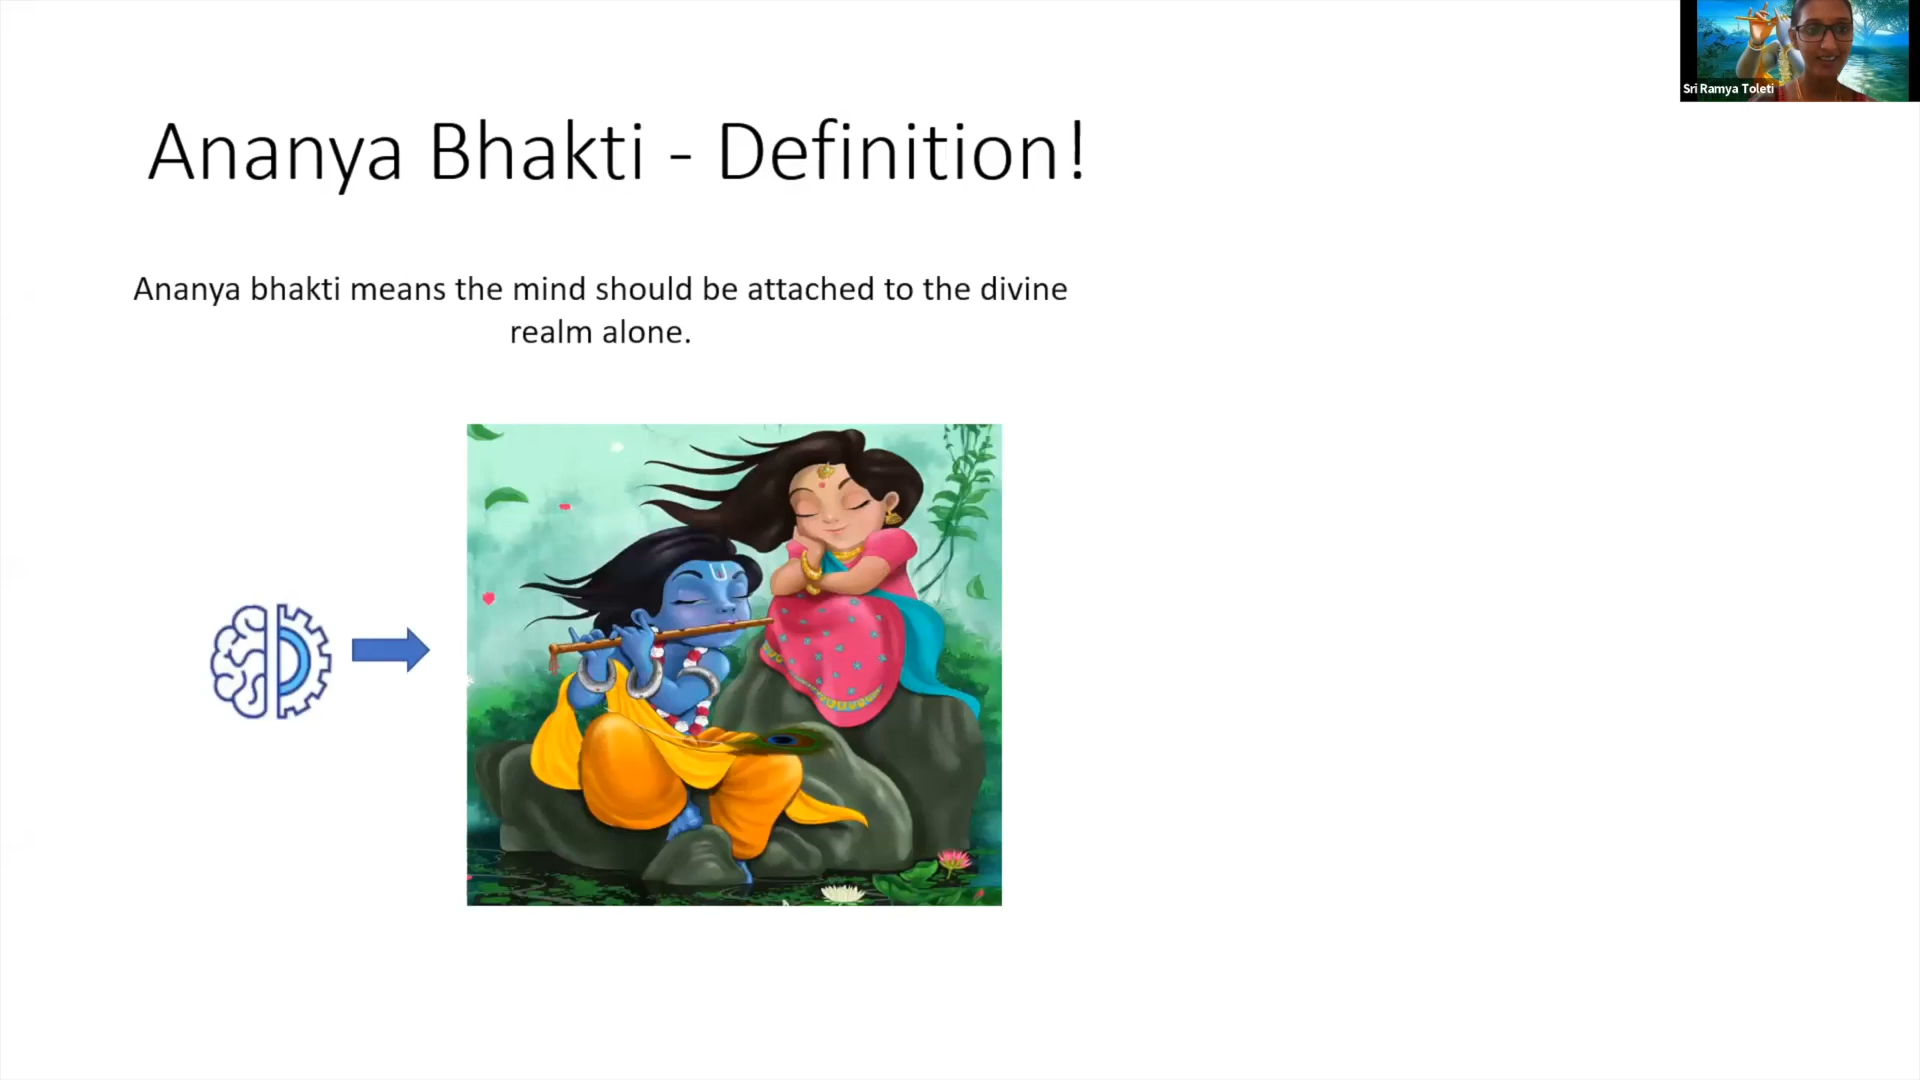 Sri Ramya Toleti
Ananya Bhakti - Definition!
Ananya bhakti means the mind should be attached to the divine
realm alone.